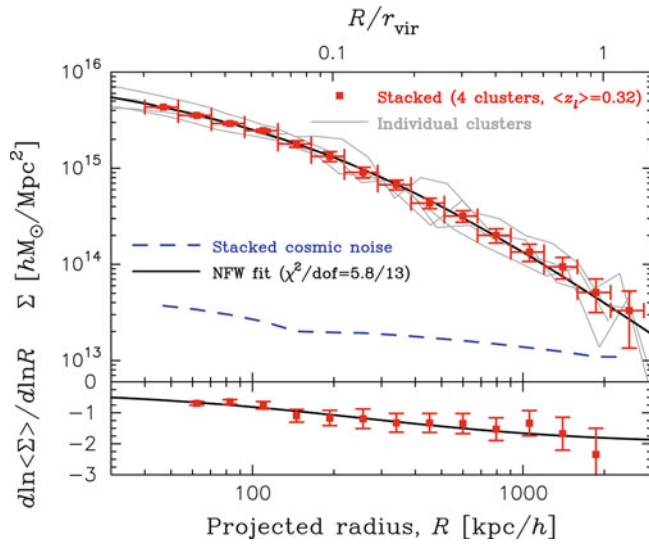 R/r_vir
0.1 1
10^16
10^15
10^14
10^13
Σ [hM_⊙/Mpc^2]
Stacked (4 clusters, <z_l>=0.32)
Individual clusters
Stacked cosmic noise
NFW fit (χ^2/dof=5.8/13)
0
−1
−2
−3
dln<Σ>/dlnR
100 1000
Projected radius, R [kpc/h]